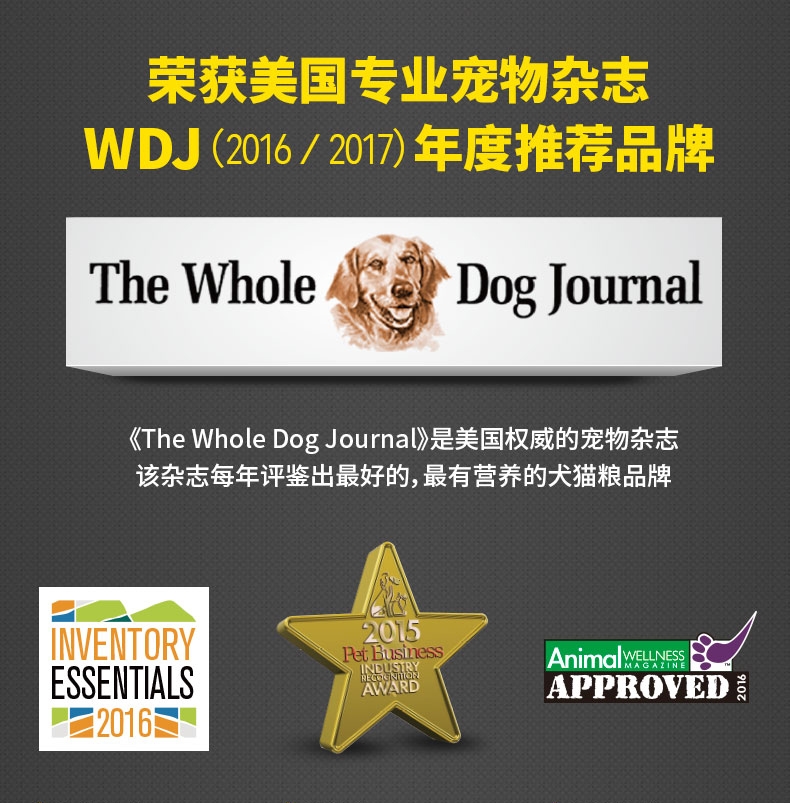 荣获美国专业宠物杂志
WDJ（2016 / 2017）年度推荐品牌
The Whole Dog Journal
《The Whole Dog Journal》是美国权威的宠物杂志
该杂志每年评鉴出最好的，最有营养的犬猫粮品牌
INVENTORY
ESSENTIALS
2016
2015
Pet Business
INDUSTRY
RECOGNITION
AWARD
Animal WELLNESS
MAGAZINE
TM
APPROVED
2016